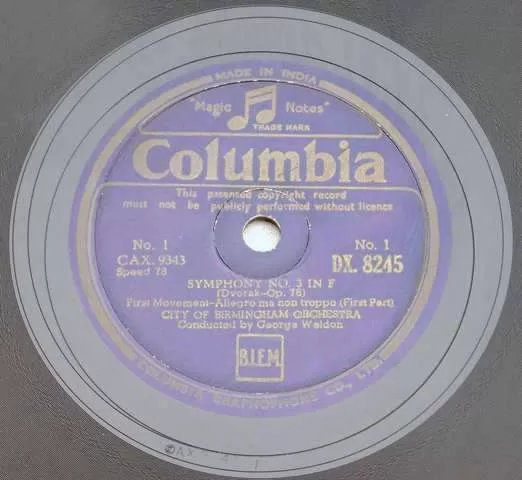 MADE IN INDIA
"Magic Notes"
TRADE MARK
Columbia
This patented copyright record
must not be publicly performed without licence
No. 1
CAX. 9343
Speed 78
No. 1
DX. 8245
SYMPHONY NO. 3 IN F
(Dvorak-Op. 76)
First Movement-Allegro ma non troppo (First Part)
CITY OF BIRMINGHAM ORCHESTRA
Conducted by George Weldon
B.I.E.M.
COLUMBIA GRAPHOPHONE CO., LTD.